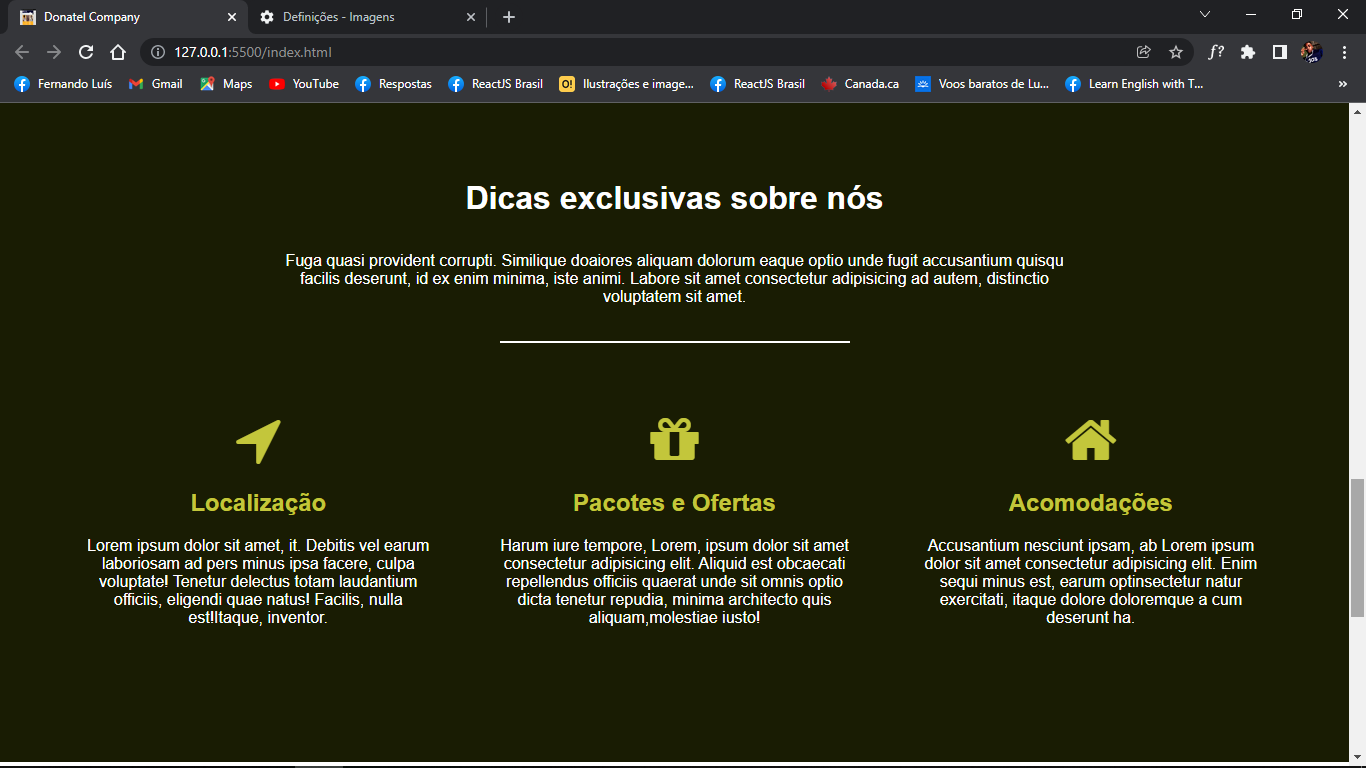 Donatel Company
Definições - Imagens
127.0.0.1:5500/index.html
f?
Fernando Luís
Gmail
Maps
YouTube
Respostas
ReactJS Brasil
O! Ilustrações e image...
ReactJS Brasil
Canada.ca
Voos baratos de Lu...
Learn English with T...
»
Dicas exclusivas sobre nós
Fuga quasi provident corrupti. Similique doaiores aliquam dolorum eaque optio unde fugit accusantium quisqu
facilis deserunt, id ex enim minima, iste animi. Labore sit amet consectetur adipisicing ad autem, distinctio
voluptatem sit amet.
Localização
Lorem ipsum dolor sit amet, it. Debitis vel earum
laboriosam ad pers minus ipsa facere, culpa
voluptate! Tenetur delectus totam laudantium
officiis, eligendi quae natus! Facilis, nulla
est!Itaque, inventor.
Pacotes e Ofertas
Harum iure tempore, Lorem, ipsum dolor sit amet
consectetur adipisicing elit. Aliquid est obcaecati
repellendus officiis quaerat unde sit omnis optio
dicta tenetur repudia, minima architecto quis
aliquam,molestiae iusto!
Acomodações
Accusantium nesciunt ipsam, ab Lorem ipsum
dolor sit amet consectetur adipisicing elit. Enim
sequi minus est, earum optinsectetur natur
exercitati, itaque dolore doloremque a cum
deserunt ha.